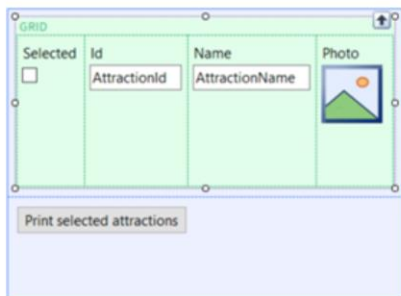 GRID
Selected Id Name Photo
AttractionId AttractionName
Print selected attractions